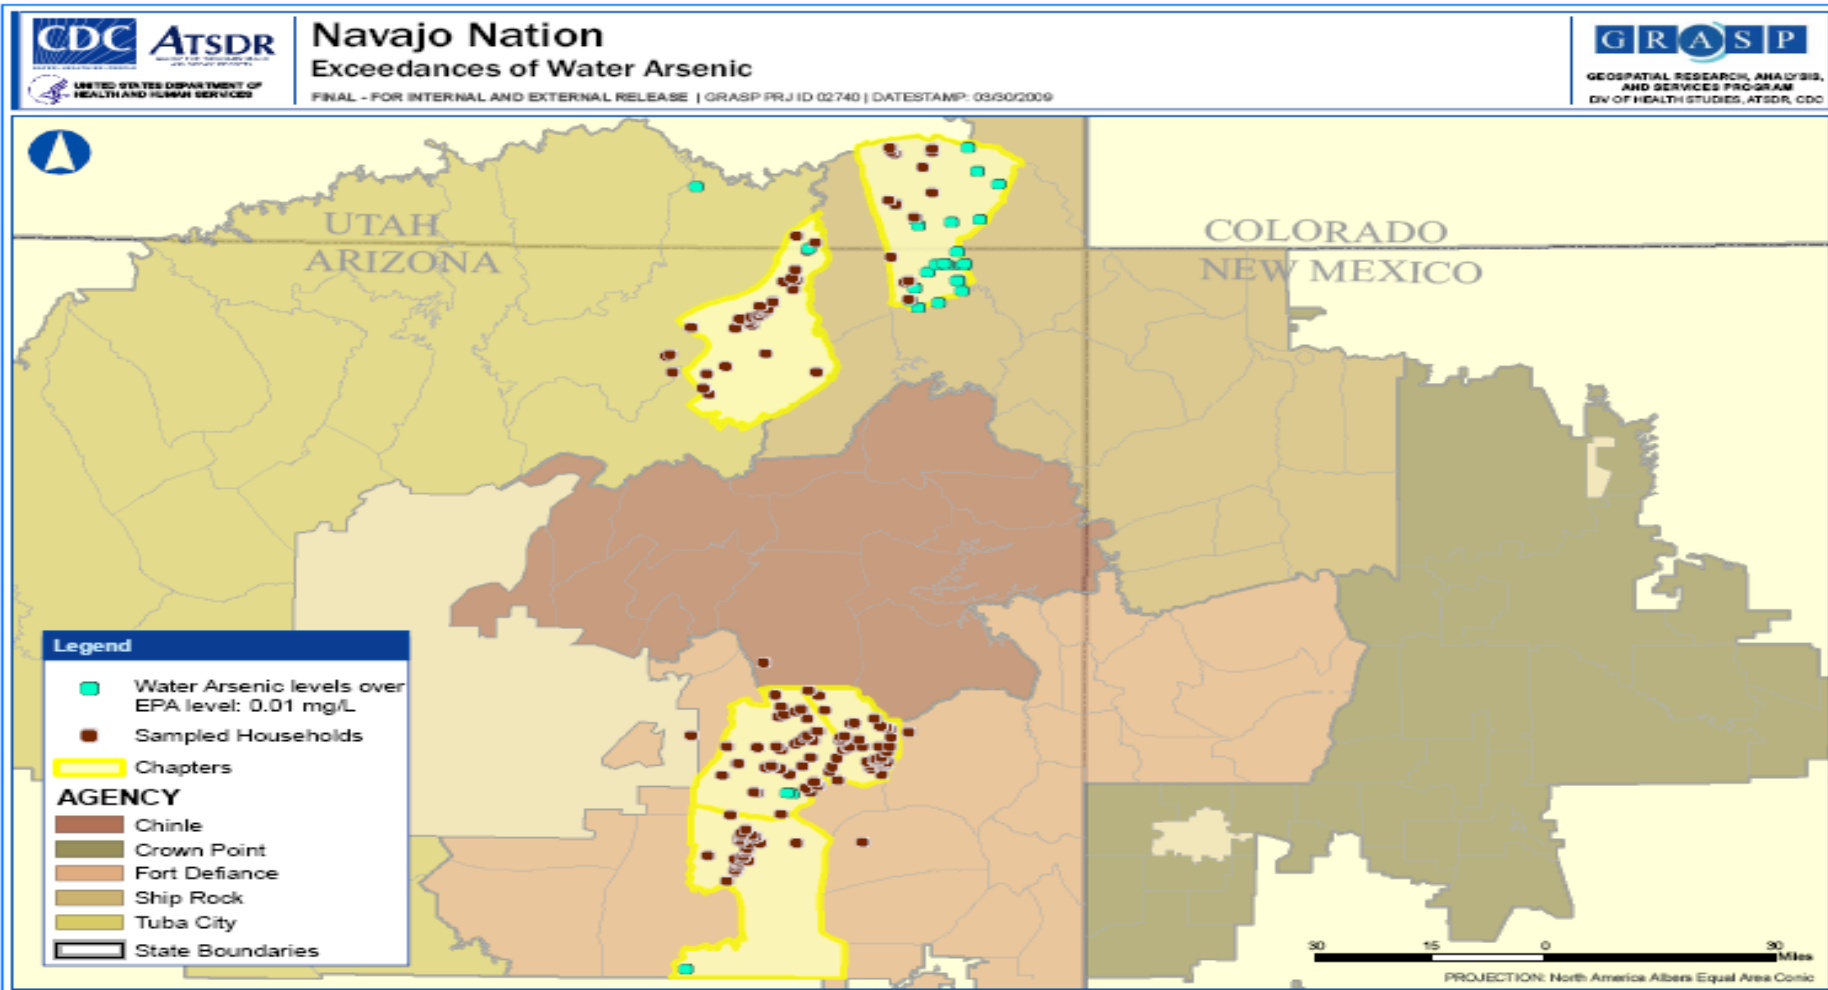 CDC ATSDR
UNITED STATES DEPARTMENT OF
HEALTH AND HUMAN SERVICES
Navajo Nation
Exceedances of Water Arsenic
FINAL - FOR INTERNAL AND EXTERNAL RELEASE | GRASP PRJ ID 02740 | DATESTAMP: 03/30/2009
GRASP
GEOSPATIAL RESEARCH, ANALYSIS,
AND SERVICES PROGRAM
DIV OF HEALTH STUDIES, ATSDR, CDC
UTAH
ARIZONA
COLORADO
NEW MEXICO
Legend
Water Arsenic levels over
EPA level: 0.01 mg/L
Sampled Households
Chapters
AGENCY
Chinle
Crown Point
Fort Defiance
Ship Rock
Tuba City
State Boundaries
30 15 0 30
Miles
PROJECTION: North America Albers Equal Area Conic